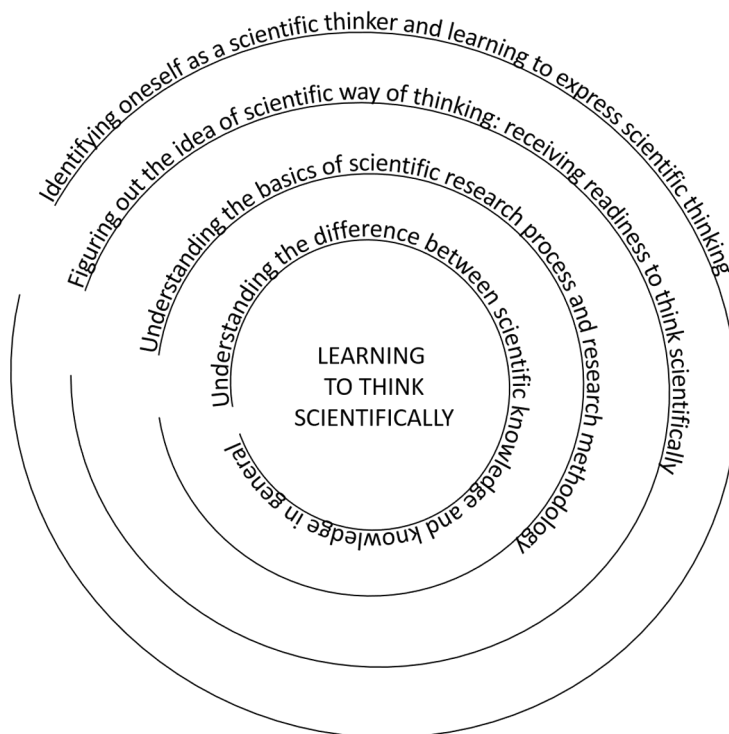 Identifying oneself as a scientific thinker and learning to express scientific thinking
Figuring out the idea of scientific way of thinking: receiving readiness to think scientifically
Understanding the basics of scientific research process and research methodology
Understanding the difference between scientific knowledge and knowledge in general
LEARNING
TO THINK
SCIENTIFICALLY